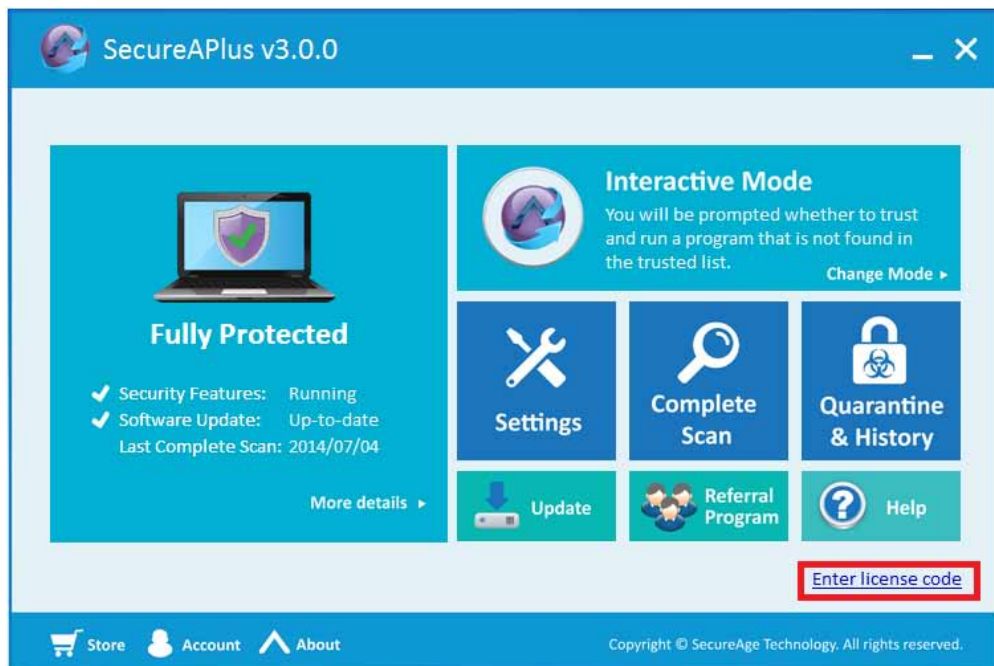 SecureAPlus v3.0.0
Fully Protected
Security Features: Running
Software Update: Up-to-date
Last Complete Scan: 2014/07/04
More details
Interactive Mode
You will be prompted whether to trust
and run a program that is not found in
the trusted list.
Change Mode
Settings
Complete
Scan
Quarantine
& History
Update
Referral
Program
Help
Enter license code
Store
Account
About
Copyright © SecureAge Technology. All rights reserved.